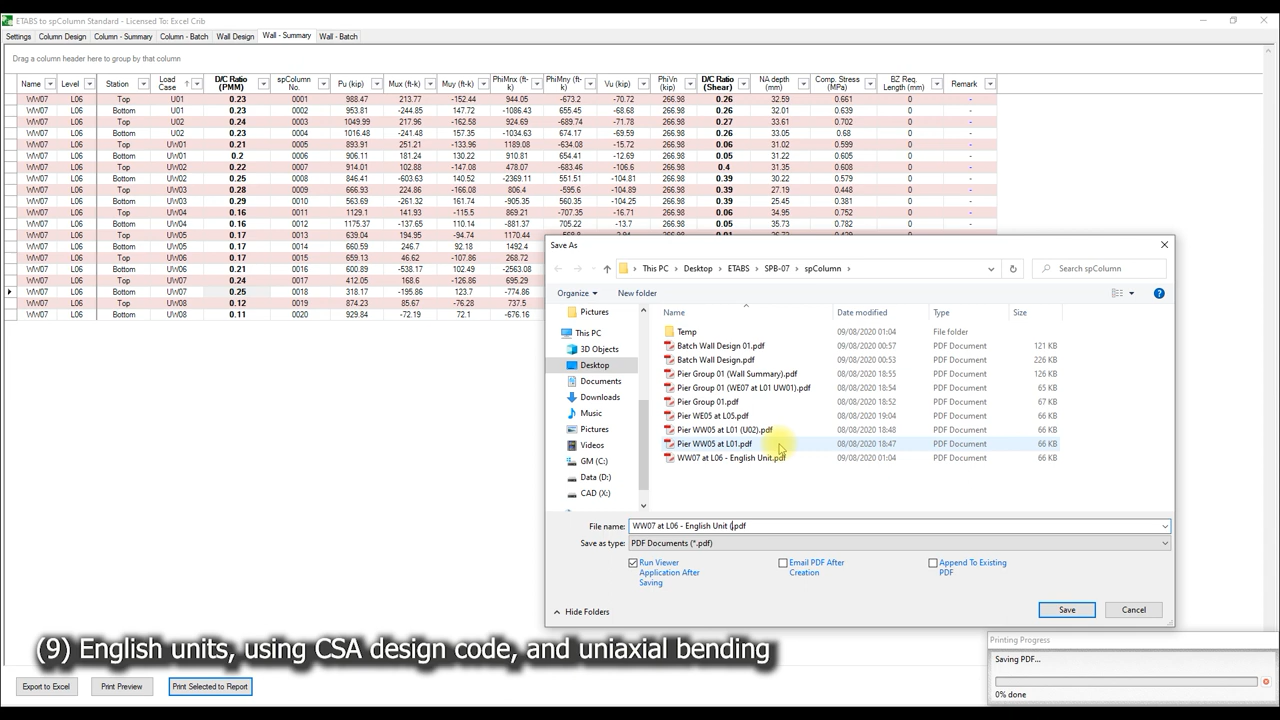 ETABS to spColumn Standard - Licensed To: Excel Crib
Settings Column Design Column - Summary Column - Batch Wall Design Wall - Summary Wall - Batch
Drag a column header here to group by that column
Name Level Station Load Case D/C Ratio (PMM) spColumn No. Pu (kip) Mux (ft-k) Muy (ft-k) PhiMnx (ft-k) PhiMny (ft-k) Vu (kip) PhiVn (kip) D/C Ratio (Shear) NA depth (mm) Comp. Stress (MPa) BZ Req. Length (mm) Remark
WW07 L06 Top U01 0.23 0001 988.47 213.77 -152.44 944.05 -673.2 -70.72 266.98 0.26 32.59 0.661 0 -
WW07 L06 Bottom U01 0.23 0002 953.81 -244.85 147.72 -1086.43 655.45 -68.68 266.98 0.26 32.01 0.639 0 -
WW07 L06 Top U02 0.24 0003 1049.99 217.96 -162.58 924.69 -689.74 -71.78 266.98 0.27 33.61 0.702 0 -
WW07 L06 Bottom U02 0.24 0004 1016.48 -241.48 157.35 -1034.63 674.17 -69.59 266.98 0.26 33.05 0.68 0 -
WW07 L06 Top UW01 0.21 0005 893.91 251.21 -133.96 1189.08 -634.08 -15.72 266.98 0.06 31.02 0.599 0 -
WW07 L06 Bottom UW01 0.2 0006 906.11 181.24 130.22 910.81 654.41 -12.69 266.98 0.05 31.22 0.605 0 -
WW07 L06 Top UW02 0.22 0007 914.01 102.88 -147.08 478.07 -683.46 -106.6 266.98 0.4 31.35 0.608 0 -
WW07 L06 Bottom UW02 0.25 0008 846.41 -603.63 140.52 -2369.11 551.51 -104.81 266.98 0.39 30.22 0.579 0 -
WW07 L06 Top UW03 0.28 0009 666.93 224.86 -166.08 806.4 -595.6 -104.89 266.98 0.39 27.19 0.448 0 -
WW07 L06 Bottom UW03 0.29 0010 563.69 -261.32 161.74 -905.35 560.35 -104.25 266.98 0.39 25.45 0.381 0 -
WW07 L06 Top UW04 0.16 0011 1129.1 141.93 -115.5 869.21 -707.35 -16.71 266.98 0.06 34.95 0.752 0 -
WW07 L06 Bottom UW04 0.16 0012 1175.37 -137.65 110.14 -881.37 705.22 -13.7 266.98 0.05 35.73 0.782 0 -
WW07 L06 Top UW05 0.17 0013 639.04 194.95 -94.74 1170.44
WW07 L06 Bottom UW05 0.17 0014 660.59 246.7 92.18 1492.4
WW07 L06 Top UW06 0.17 0015 659.13 46.62 -107.86 268.72
WW07 L06 Bottom UW06 0.21 0016 600.89 -538.17 102.49 -2563.08
WW07 L06 Top UW07 0.24 0017 412.05 168.6 -126.86 695.29
WW07 L06 Bottom UW07 0.25 0018 318.17 -195.86 123.7 -774.86
WW07 L06 Top UW08 0.12 0019 874.23 85.67 -76.28 737.5
WW07 L06 Bottom UW08 0.11 0020 929.84 -72.19 72.1 -676.16
Save As
This PC > Desktop > ETABS > SPB-07 > spColumn >
Search spColumn
Organize New folder
Name Date modified Type Size
Pictures
This PC
3D Objects
Desktop
Documents
Downloads
Music
Pictures
Videos
GM (C:)
Data (D:)
CAD (X:)
Temp 09/08/2020 01:04 File folder
Batch Wall Design 01.pdf 09/08/2020 00:57 PDF Document 121 KB
Batch Wall Design.pdf 09/08/2020 00:53 PDF Document 226 KB
Pier Group 01 (Wall Summary).pdf 08/08/2020 18:55 PDF Document 126 KB
Pier Group 01 (WE07 at L01 UW01).pdf 08/08/2020 18:54 PDF Document 65 KB
Pier Group 01.pdf 08/08/2020 18:52 PDF Document 67 KB
Pier WE05 at L05.pdf 08/08/2020 19:04 PDF Document 66 KB
Pier WW05 at L01 (U02).pdf 08/08/2020 18:48 PDF Document 66 KB
Pier WW05 at L01.pdf 08/08/2020 18:47 PDF Document 66 KB
WW07 at L06 - English Unit.pdf 09/08/2020 01:04 PDF Document 66 KB
File name: WW07 at L06 - English Unit (.pdf
Save as type: PDF Documents (*.pdf)
Run Viewer Application After Saving
Email PDF After Creation
Append To Existing PDF
Hide Folders
Save Cancel
(9) English units, using CSA design code, and uniaxial bending
Printing Progress
Saving PDF...
0% done
Export to Excel Print Preview Print Selected to Report